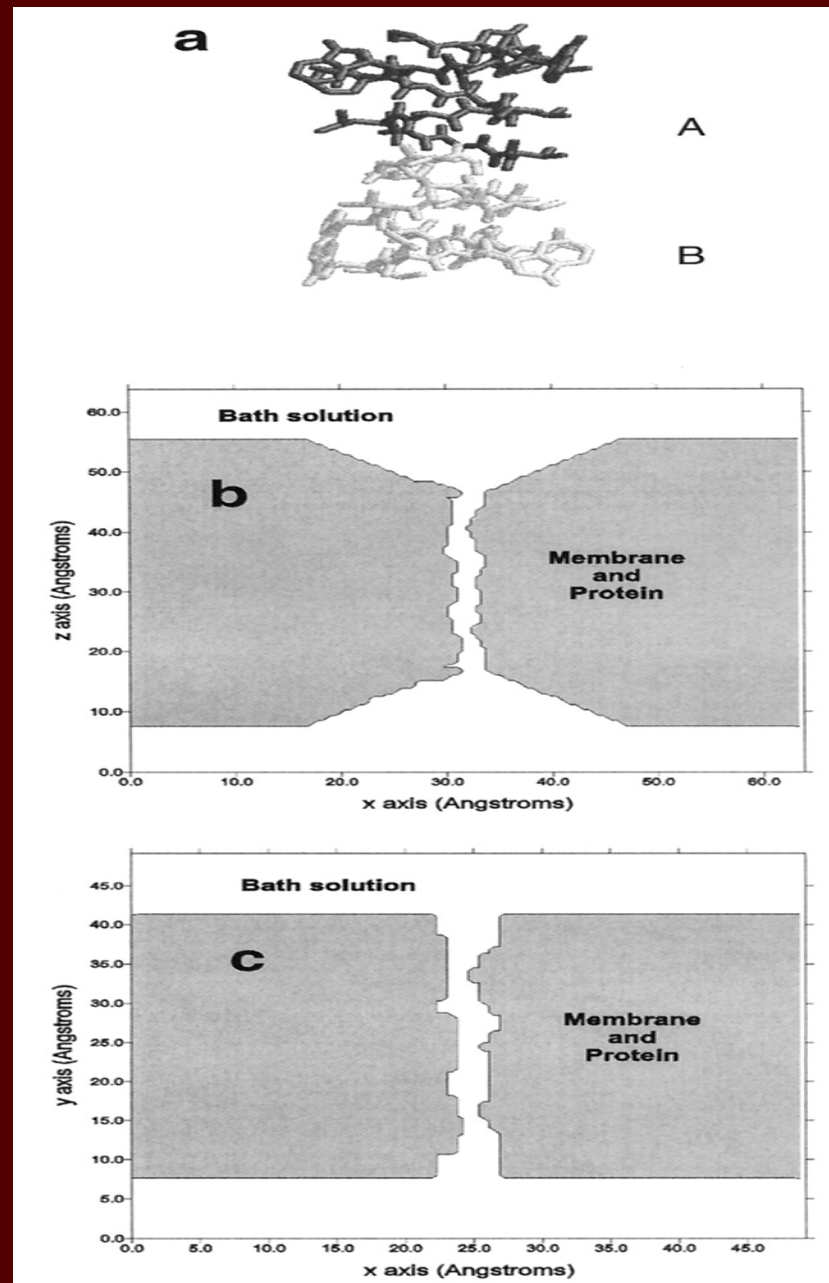 a
A
B
60.0
50.0
40.0
30.0
20.0
10.0
0.0
z axis (Angstroms)
Bath solution
b
Membrane
and
Protein
0.0 10.0 20.0 30.0 40.0 50.0 60.0
x axis (Angstroms)
45.0
40.0
35.0
30.0
25.0
20.0
15.0
10.0
5.0
0.0
y axis (Angstroms)
Bath solution
c
Membrane
and
Protein
0.0 5.0 10.0 15.0 20.0 25.0 30.0 35.0 40.0 45.0
x axis (Angstroms)